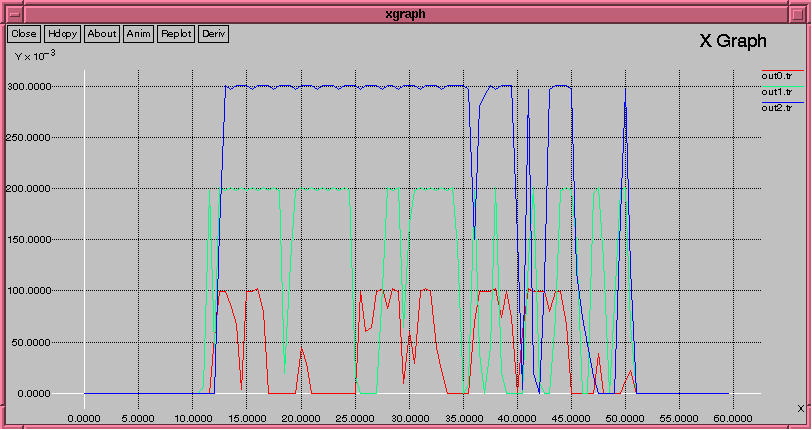 xgraph
Close Hdcpy About Anim Replot Deriv
X Graph
Y x 10⁻³
out0.tr
out1.tr
out2.tr
300.0000
250.0000
200.0000
150.0000
100.0000
50.0000
0.0000
X
0.0000 5.0000 10.0000 15.0000 20.0000 25.0000 30.0000 35.0000 40.0000 45.0000 50.0000 55.0000 60.0000